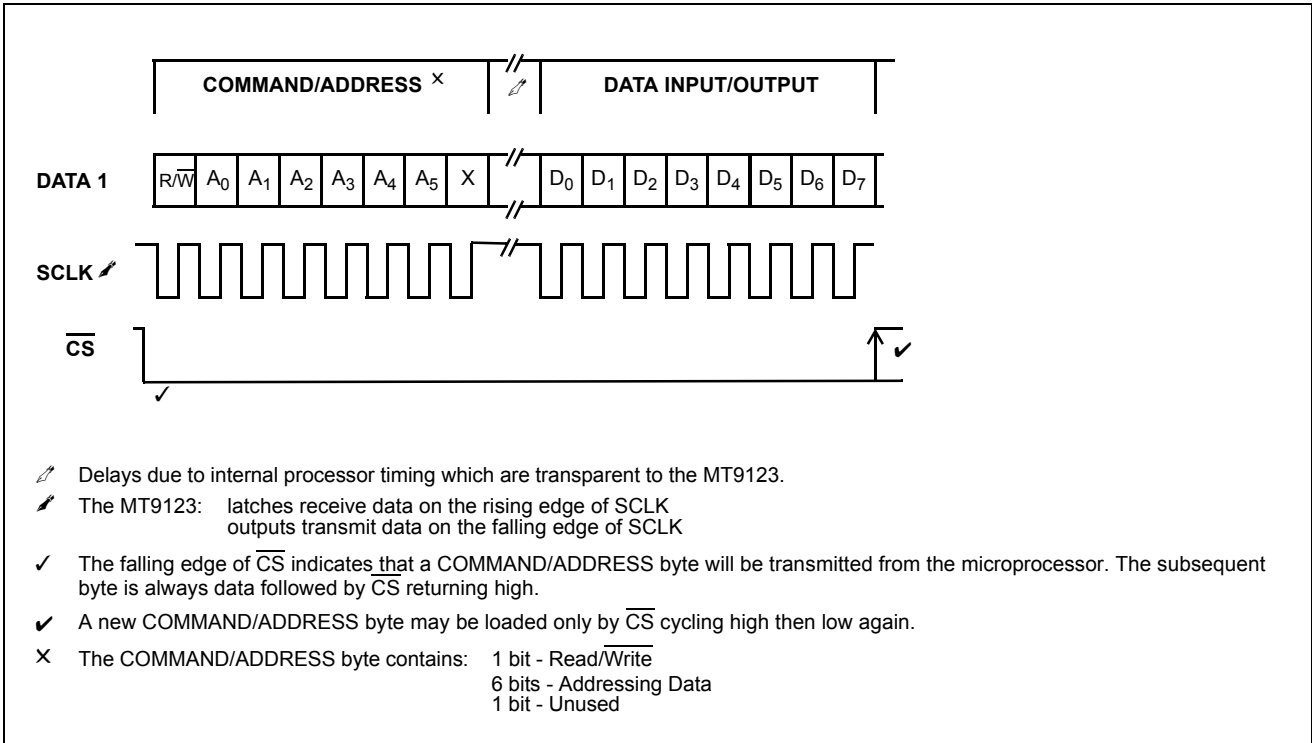 COMMAND/ADDRESS ✕
DATA INPUT/OUTPUT
DATA 1 R/W̅ A₀ A₁ A₂ A₃ A₄ A₅ X D₀ D₁ D₂ D₃ D₄ D₅ D₆ D₇
SCLK ✒
C̅S̅
✔
✓
✐ Delays due to internal processor timing which are transparent to the MT9123.
✒ The MT9123: latches receive data on the rising edge of SCLK
outputs transmit data on the falling edge of SCLK
✓ The falling edge of C̅S̅ indicates that a COMMAND/ADDRESS byte will be transmitted from the microprocessor. The subsequent
byte is always data followed by C̅S̅ returning high.
✔ A new COMMAND/ADDRESS byte may be loaded only by C̅S̅ cycling high then low again.
✕ The COMMAND/ADDRESS byte contains: 1 bit - Read/W̅r̅i̅t̅e̅
6 bits - Addressing Data
1 bit - Unused